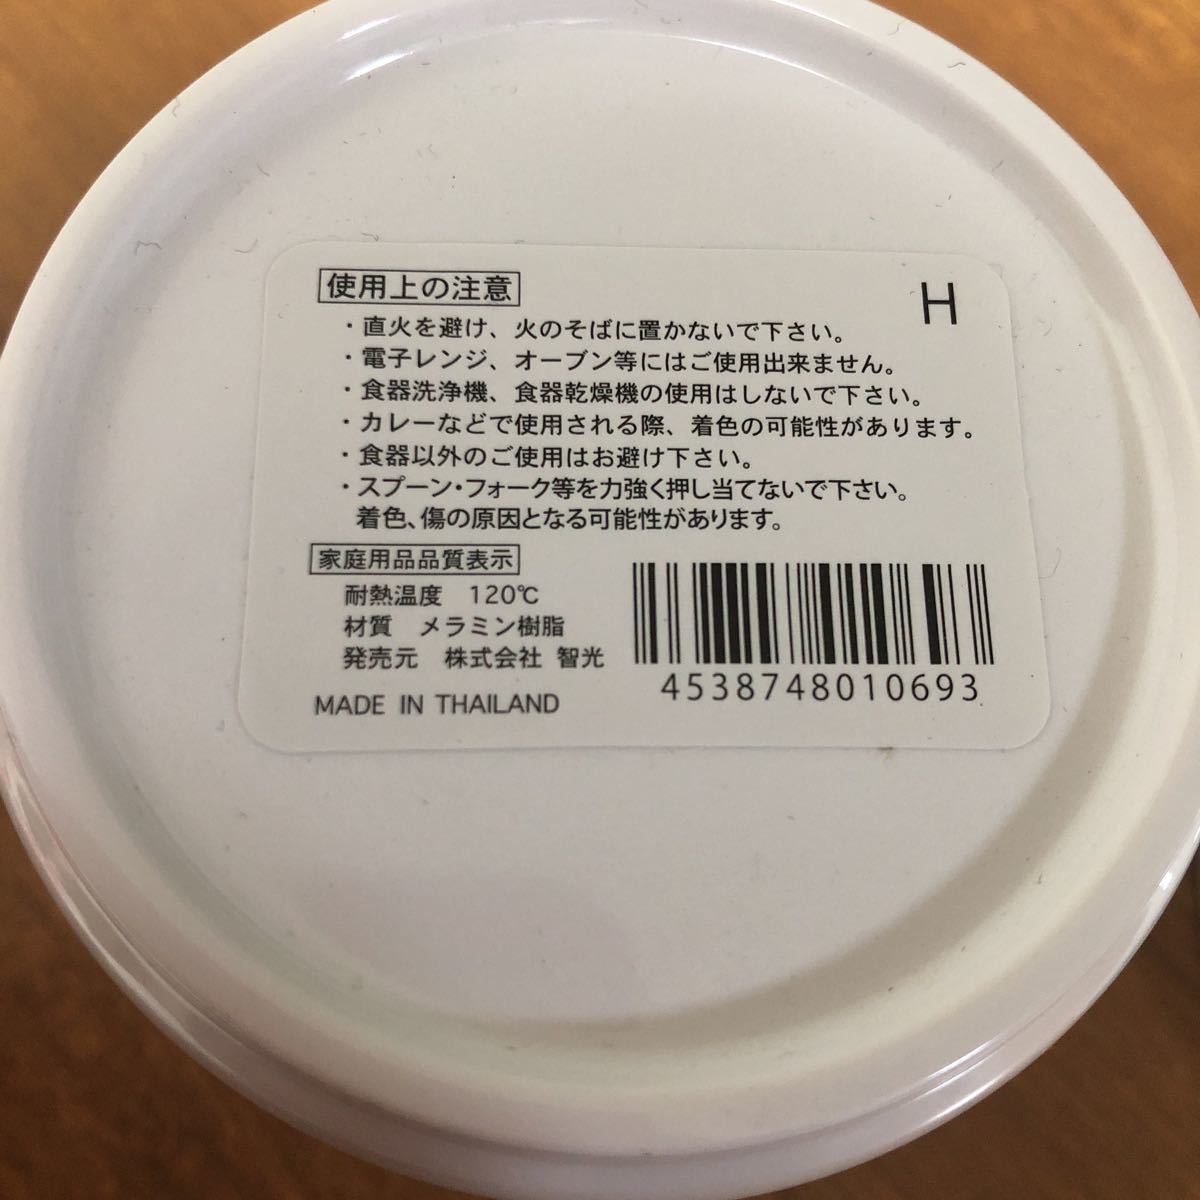 使用上の注意
H
・直火を避け、火のそばに置かないで下さい。
・電子レンジ、オーブン等にはご使用出来ません。
・食器洗浄機、食器乾燥機の使用はしないで下さい。
・カレーなどで使用される際、着色の可能性があります。
・食器以外のご使用はお避け下さい。
・スプーン・フォーク等を力強く押し当てないで下さい。
着色、傷の原因となる可能性があります。
家庭用品品質表示
耐熱温度 120℃
材質 メラミン樹脂
発売元 株式会社 智光
MADE IN THAILAND
4538748010693